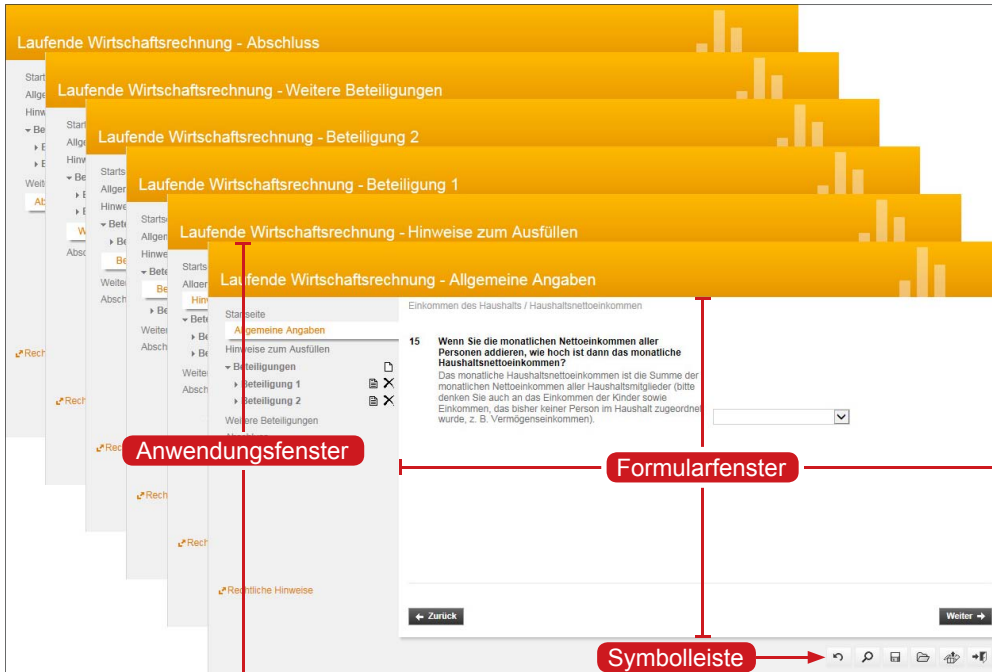 Laufende Wirtschaftsrechnung - Abschluss
Laufende Wirtschaftsrechnung - Weitere Beteiligungen
Laufende Wirtschaftsrechnung - Beteiligung 2
Laufende Wirtschaftsrechnung - Beteiligung 1
Laufende Wirtschaftsrechnung - Hinweise zum Ausfüllen
Laufende Wirtschaftsrechnung - Allgemeine Angaben
Startseite
Allgemeine Angaben
Hinweise zum Ausfüllen
Beteiligungen
Beteiligung 1
Beteiligung 2
Weitere Beteiligungen
Rechtliche Hinweise
Einkommen des Haushalts / Haushaltsnettoeinkommen
15 Wenn Sie die monatlichen Nettoeinkommen aller
Personen addieren, wie hoch ist dann das monatliche
Haushaltsnettoeinkommen?
Das monatliche Haushaltsnettoeinkommen ist die Summe der
monatlichen Nettoeinkommen aller Haushaltsmitglieder (bitte
denken Sie auch an das Einkommen der Kinder sowie
Einkommen, das bisher keiner Person im Haushalt zugeordnet
wurde, z. B. Vermögenseinkommen).
Anwendungsfenster
Formularfenster
Zurück
Weiter
Symbolleiste